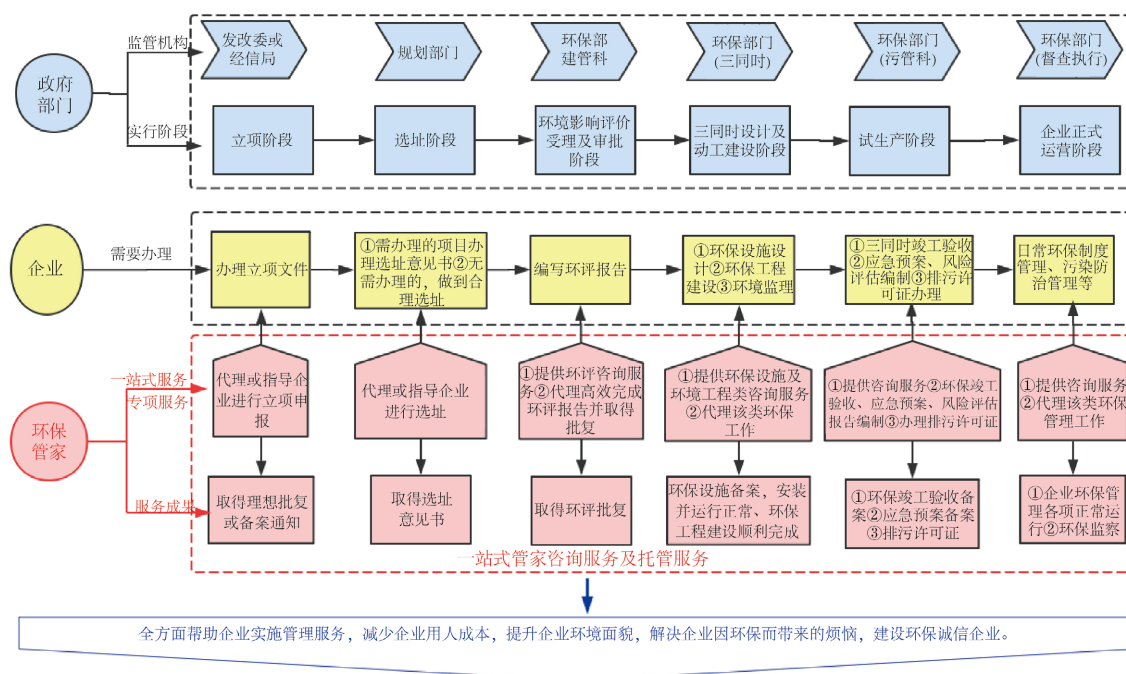 监管机构
发改委或
经信局
规划部门
环保部
建管科
环保部门
(三同时)
环保部门
(污管科)
环保部门
(督查执行)
政府
部门
实行阶段
立项阶段
选址阶段
环境影响评价
受理及审批
阶段
三同时设计及
动工建设阶段
试生产阶段
企业正式
运营阶段
企业
需要办理
办理立项文件
①需办理的项目办
理选址意见书②无
需办理的，做到合
理选址
编写环评报告
①环保设施设
计②环保工程
建设③环境监理
①三同时竣工验收
②应急预案、风险
评估编制③排污许
可证办理
日常环保制度
管理、污染防
治管理等
一站式服务
专项服务
环保
管家
代理或指导企
业进行立项申
报
代理或指导企业
进行选址
①提供环评咨询服
务②代理高效完成
环评报告并取得
批复
①提供环保设施及
环境工程类咨询服务
②代理该类环保
工作
①提供咨询服务②环保竣工
验收、应急预案、风险评估
报告编制③办理排污许可证
①提供咨询服务
②代理该类环保
管理工作
服务成果
取得理想批复
或备案通知
取得选址
意见书
取得环评批复
环保设施备案，安装
并运行正常、环保
工程建设顺利完成
①环保竣工验收备
案②应急预案备案
③排污许可证
①企业环保管
理各项正常运
行②环保监察
一站式管家咨询服务及托管服务
全方面帮助企业实施管理服务，减少企业用人成本，提升企业环境面貌，解决企业因环保而带来的烦恼，建设环保诚信企业。